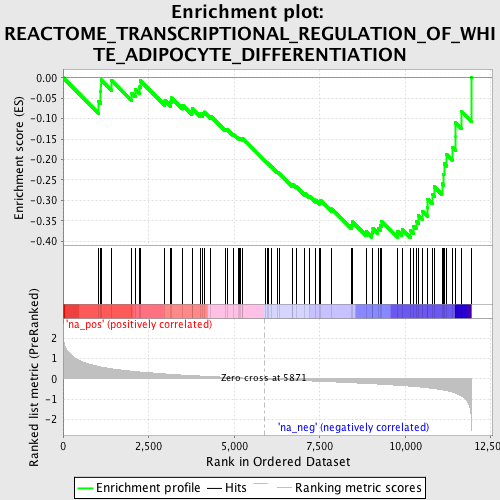 Enrichment plot:
REACTOME_TRANSCRIPTIONAL_REGULATION_OF_WHI
TE_ADIPOCYTE_DIFFERENTIATION
Enrichment score (ES)
0.00
-0.05
-0.10
-0.15
-0.20
-0.25
-0.30
-0.35
-0.40
'na_pos' (positively correlated)
Ranked list metric (PreRanked)
2
1
0
-1
-2
Zero cross at 5871
'na_neg' (negatively correlated)
0
2,500
5,000
7,500
10,000
12,500
Rank in Ordered Dataset
Enrichment profile
Hits
Ranking metric scores